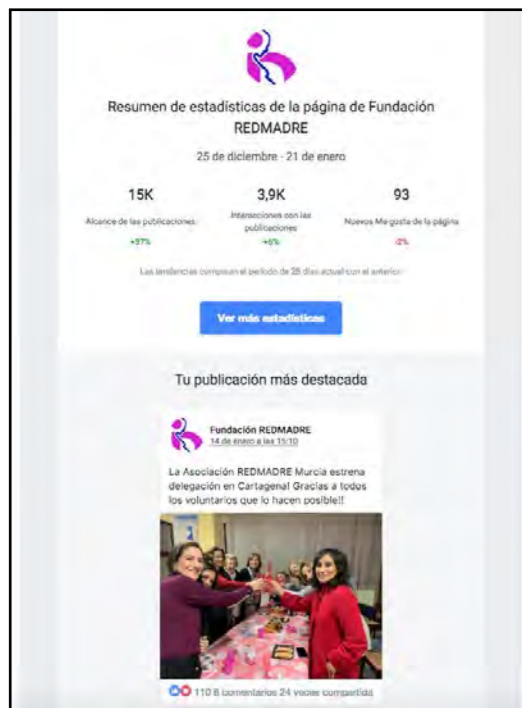 Resumen de estadísticas de la página de Fundación
REDMADRE
25 de diciembre - 21 de enero
15K
Alcance de las publicaciones
+97%
3,9K
Interacciones con las
publicaciones
+6%
93
Nuevos Me gusta de la página
-2%
Las tendencias comparan el periodo de 28 días actual con el anterior.
Ver más estadísticas
Tu publicación más destacada
Fundación REDMADRE
14 de enero a las 15:10
La Asociación REDMADRE Murcia estrena
delegación en Cartagena! Gracias a todos
los voluntarios que lo hacen posible!!
110 8 comentarios 24 veces compartida